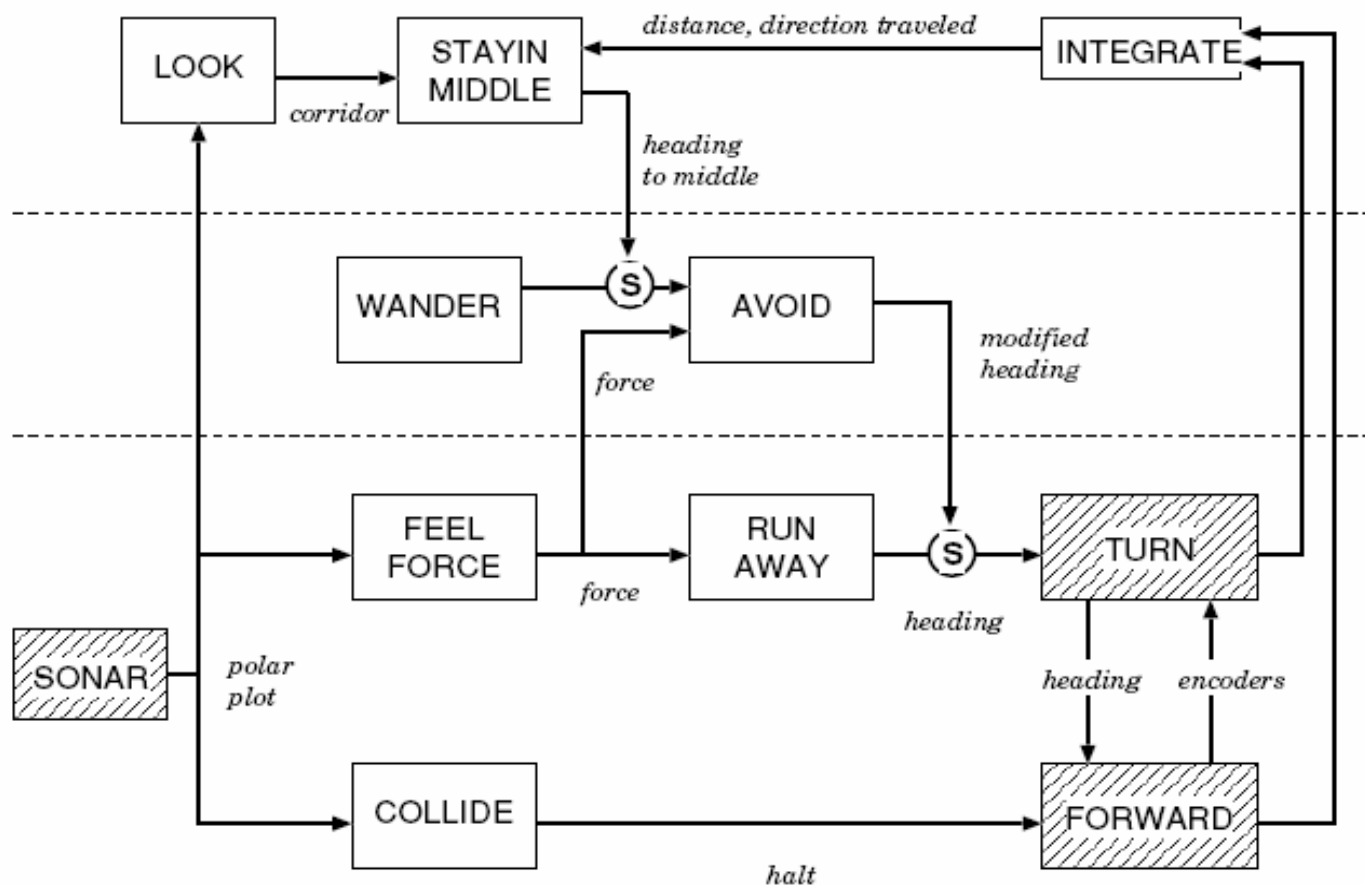 distance, direction traveled
LOOK
STAYIN
MIDDLE
INTEGRATE
corridor
heading
to middle
WANDER
S
AVOID
modified
heading
force
FEEL
FORCE
RUN
AWAY
S
TURN
force
heading
SONAR
polar
plot
heading
encoders
COLLIDE
FORWARD
halt